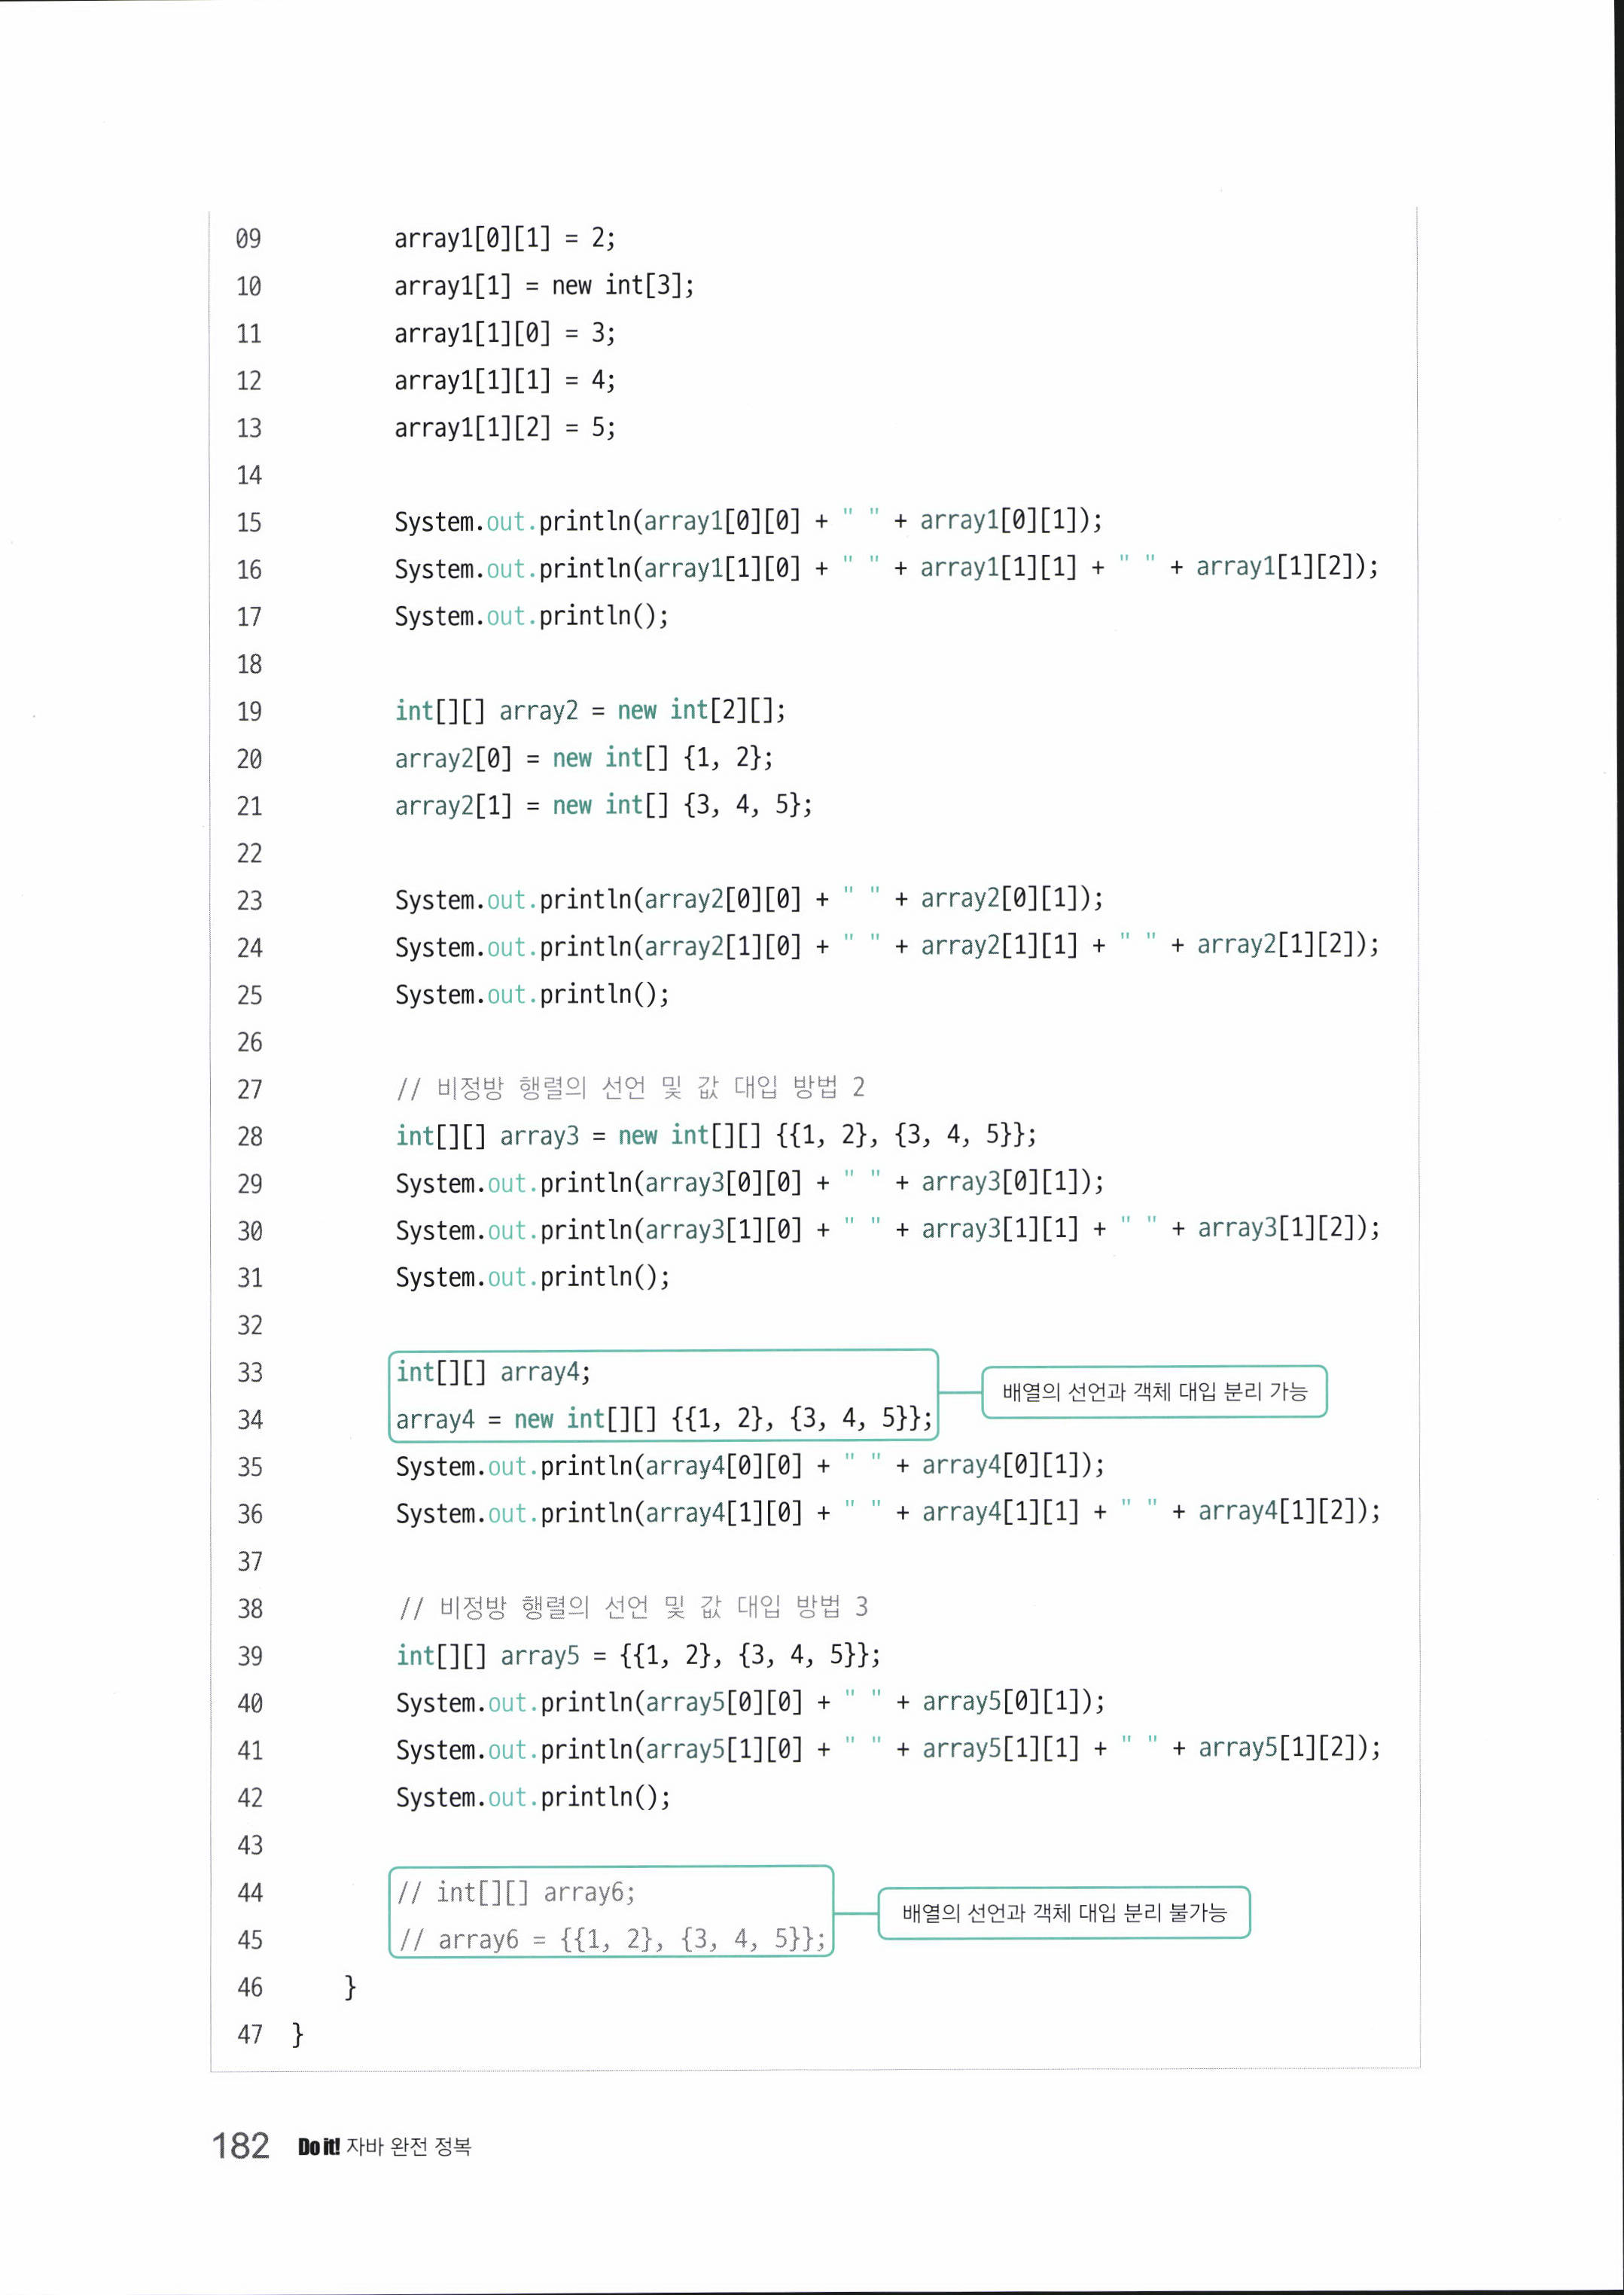 09 array1[0][1] = 2;
10 array1[1] = new int[3];
11 array1[1][0] = 3;
12 array1[1][1] = 4;
13 array1[1][2] = 5;
14
15 System.out.println(array1[0][0] + " " + array1[0][1]);
16 System.out.println(array1[1][0] + " " + array1[1][1] + " " + array1[1][2]);
17 System.out.println();
18
19 int[][] array2 = new int[2][];
20 array2[0] = new int[] {1, 2};
21 array2[1] = new int[] {3, 4, 5};
22
23 System.out.println(array2[0][0] + " " + array2[0][1]);
24 System.out.println(array2[1][0] + " " + array2[1][1] + " " + array2[1][2]);
25 System.out.println();
26
27 // 비정방 행렬의 선언 및 값 대입 방법 2
28 int[][] array3 = new int[][] {{1, 2}, {3, 4, 5}};
29 System.out.println(array3[0][0] + " " + array3[0][1]);
30 System.out.println(array3[1][0] + " " + array3[1][1] + " " + array3[1][2]);
31 System.out.println();
32
33 int[][] array4;
배열의 선언과 객체 대입 분리 가능
34 array4 = new int[][] {{1, 2}, {3, 4, 5}};
35 System.out.println(array4[0][0] + " " + array4[0][1]);
36 System.out.println(array4[1][0] + " " + array4[1][1] + " " + array4[1][2]);
37
38 // 비정방 행렬의 선언 및 값 대입 방법 3
39 int[][] array5 = {{1, 2}, {3, 4, 5}};
40 System.out.println(array5[0][0] + " " + array5[0][1]);
41 System.out.println(array5[1][0] + " " + array5[1][1] + " " + array5[1][2]);
42 System.out.println();
43
44 // int[][] array6;
배열의 선언과 객체 대입 분리 불가능
45 // array6 = {{1, 2}, {3, 4, 5}};
46 }
47 }
182 Do it! 자바 완전 정복